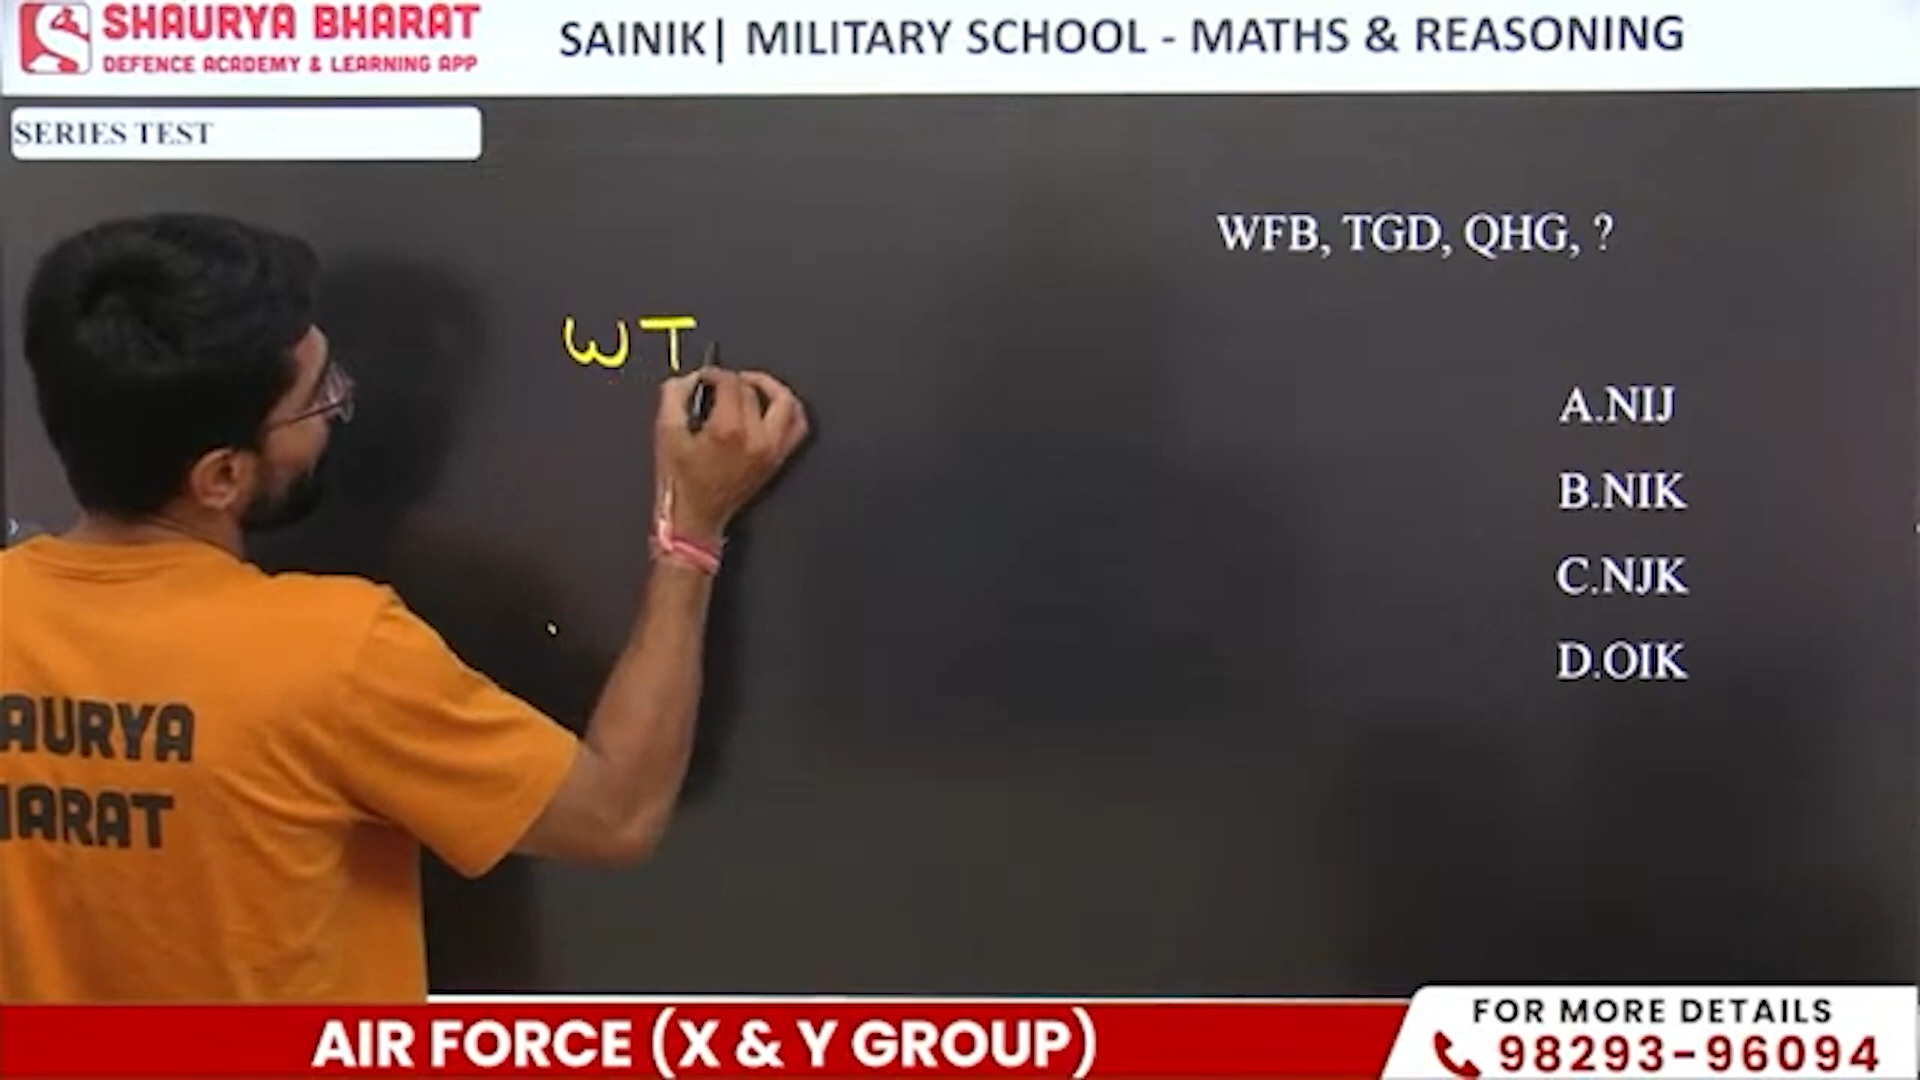 SHAURYA BHARAT
DEFENCE ACADEMY & LEARNING APP
SAINIK| MILITARY SCHOOL - MATHS & REASONING
SERIES TEST
WFB, TGD, QHG, ?
WT
A.NIJ
B.NIK
C.NJK
D.OIK
AURYA
HARAT
AIR FORCE (X & Y GROUP)
FOR MORE DETAILS
98293-96094